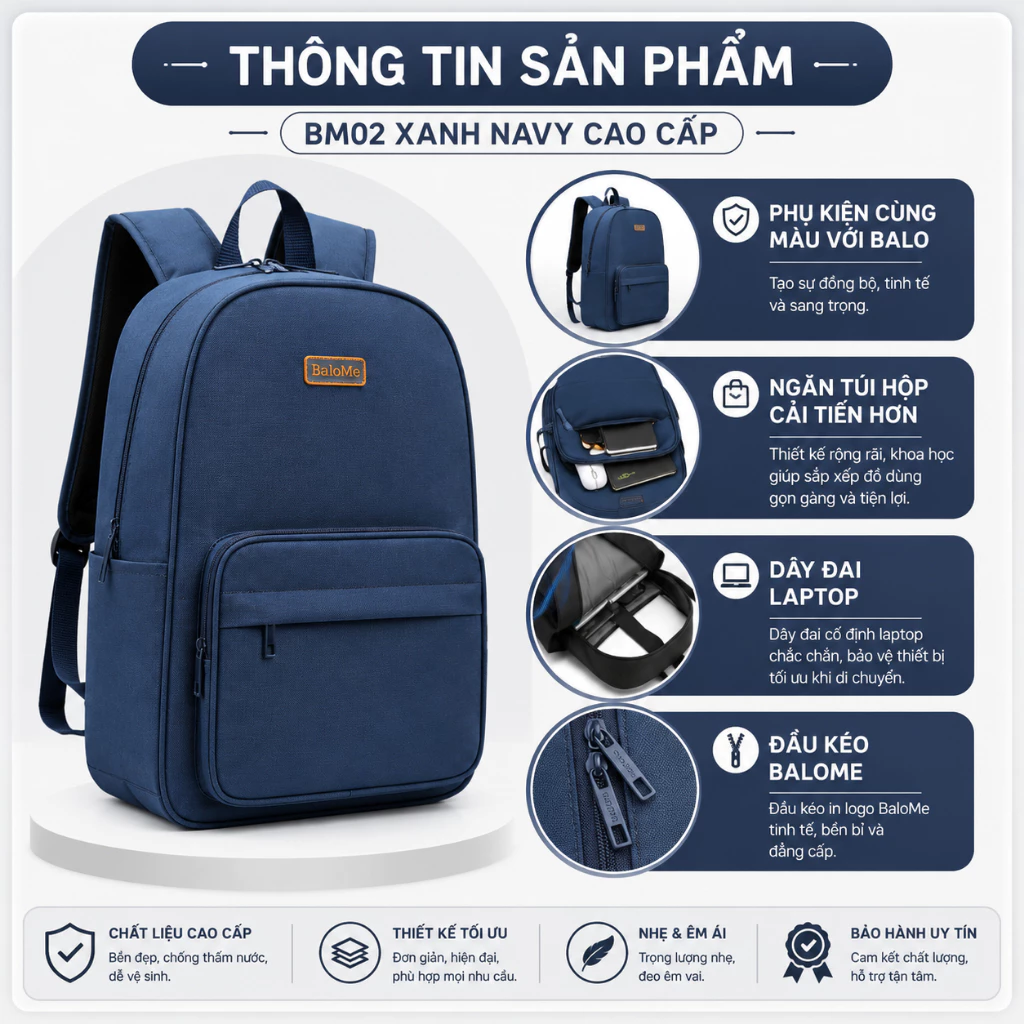 THÔNG TIN SẢN PHẨM
BM02 XANH NAVY CAO CẤP
BaloMe
PHỤ KIỆN CÙNG
MÀU VỚI BALO
Tạo sự đồng bộ, tinh tế
và sang trọng.
NGĂN TÚI HỘP
CẢI TIẾN HƠN
Thiết kế rộng rãi, khoa học
giúp sắp xếp đồ dùng
gọn gàng và tiện lợi.
DÂY ĐAI
LAPTOP
Dây đai cố định laptop
chắc chắn, bảo vệ thiết bị
tối ưu khi di chuyển.
ĐẦU KÉO
BALOME
Đầu kéo in logo BaloMe
tinh tế, bền bỉ và
đẳng cấp.
CHẤT LIỆU CAO CẤP
Bền đẹp, chống thấm nước,
dễ vệ sinh.
THIẾT KẾ TỐI ƯU
Đơn giản, hiện đại,
phù hợp mọi nhu cầu.
NHẸ & ÊM ÁI
Trọng lượng nhẹ,
đeo êm vai.
BẢO HÀNH UY TÍN
Cam kết chất lượng,
hỗ trợ tận tâm.